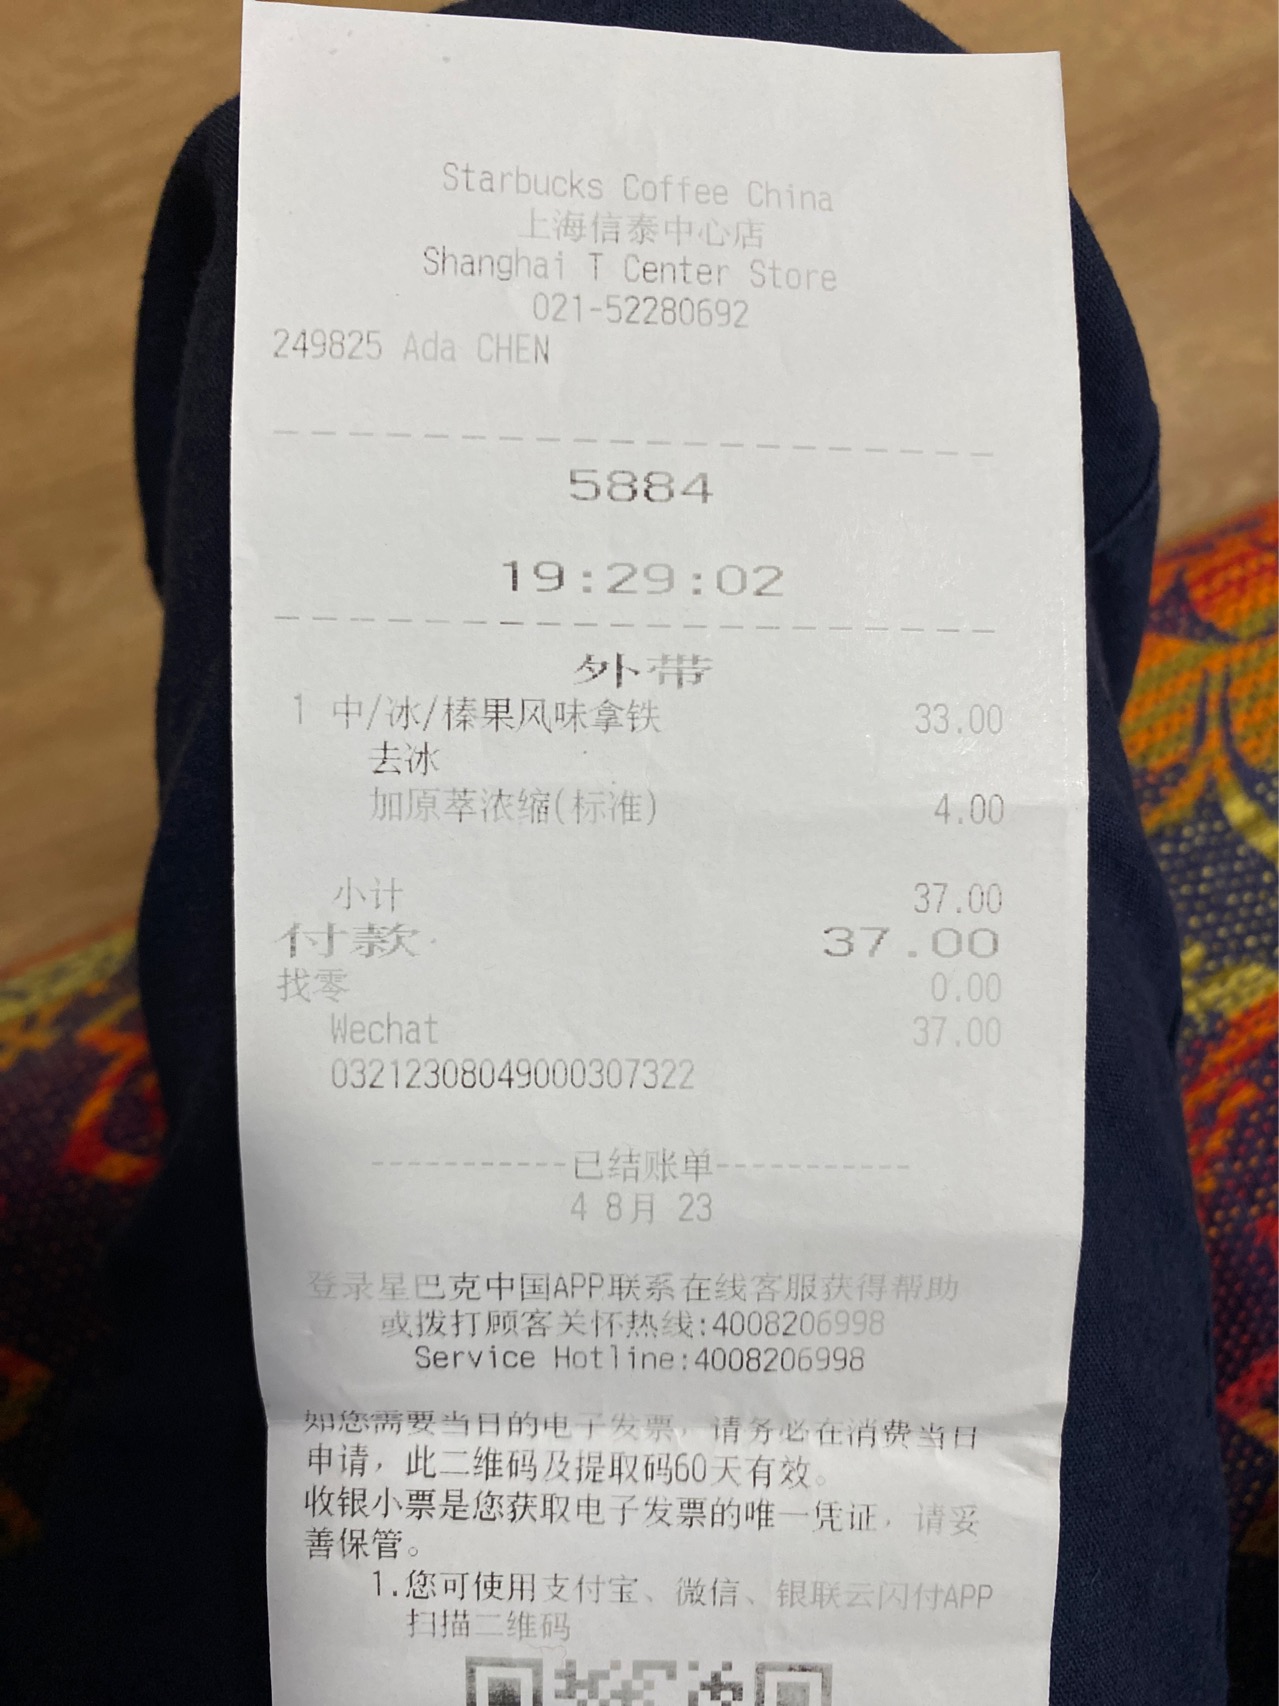 Starbucks Coffee China
上海信泰中心店
Shanghai T Center Store
021-52280692
249825 Ada CHEN
5884
19:29:02
外带
1 中/冰/榛果风味拿铁 33.00
去冰
加原萃浓缩(标准) 4.00
小计 37.00
付款 37.00
找零 0.00
Wechat 37.00
03212308049000307322
-----------已结账单-----------
4 8月 23
登录星巴克中国APP联系在线客服获得帮助
或拨打顾客关怀热线:4008206998
Service Hotline:4008206998
如您需要当日的电子发票，请务必在消费当日
申请，此二维码及提取码60天有效。
收银小票是您获取电子发票的唯一凭证，请妥
善保管。
1.您可使用支付宝、微信、银联云闪付APP
扫描二维码